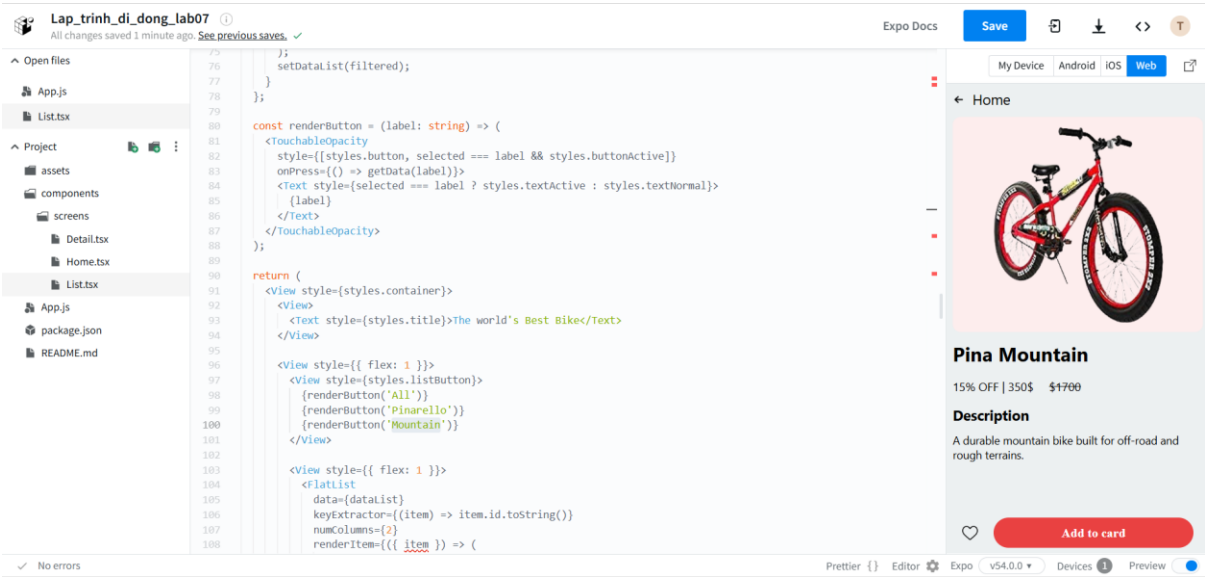 Lap_trinh_di_dong_lab07
All changes saved 1 minute ago. See previous saves.
Expo Docs
Save
T
Open files
App.js
List.tsx
Project
assets
components
screens
Detail.tsx
Home.tsx
List.tsx
App.js
package.json
README.md
75 );
76 setDataList(filtered);
77 }
78 };
79
80 const renderButton = (label: string) => (
81 <TouchableOpacity
82 style={[styles.button, selected === label && styles.buttonActive]}
83 onPress={() => getData(label)}>
84 <Text style={selected === label ? styles.textActive : styles.textNormal}>
85 {label}
86 </Text>
87 </TouchableOpacity>
88 );
89
90 return (
91 <View style={styles.container}>
92 <View>
93 <Text style={styles.title}>The world's Best Bike</Text>
94 </View>
95
96 <View style={{ flex: 1 }}>
97 <View style={styles.listButton}>
98 {renderButton('All')}
99 {renderButton('Pinarello')}
100 {renderButton('Mountain')}
101 </View>
102
103 <View style={{ flex: 1 }}>
104 <FlatList
105 data={dataList}
106 keyExtractor={(item) => item.id.toString()}
107 numColumns={2}
108 renderItem={({ item }) => (
My Device Android iOS Web
Home
STOMPER 2X2
STOMPER 2X2
Pina Mountain
15% OFF | 350$ $1700
Description
A durable mountain bike built for off-road and
rough terrains.
Add to card
No errors
Prettier { } Editor Expo v54.0.0 Devices 1 Preview